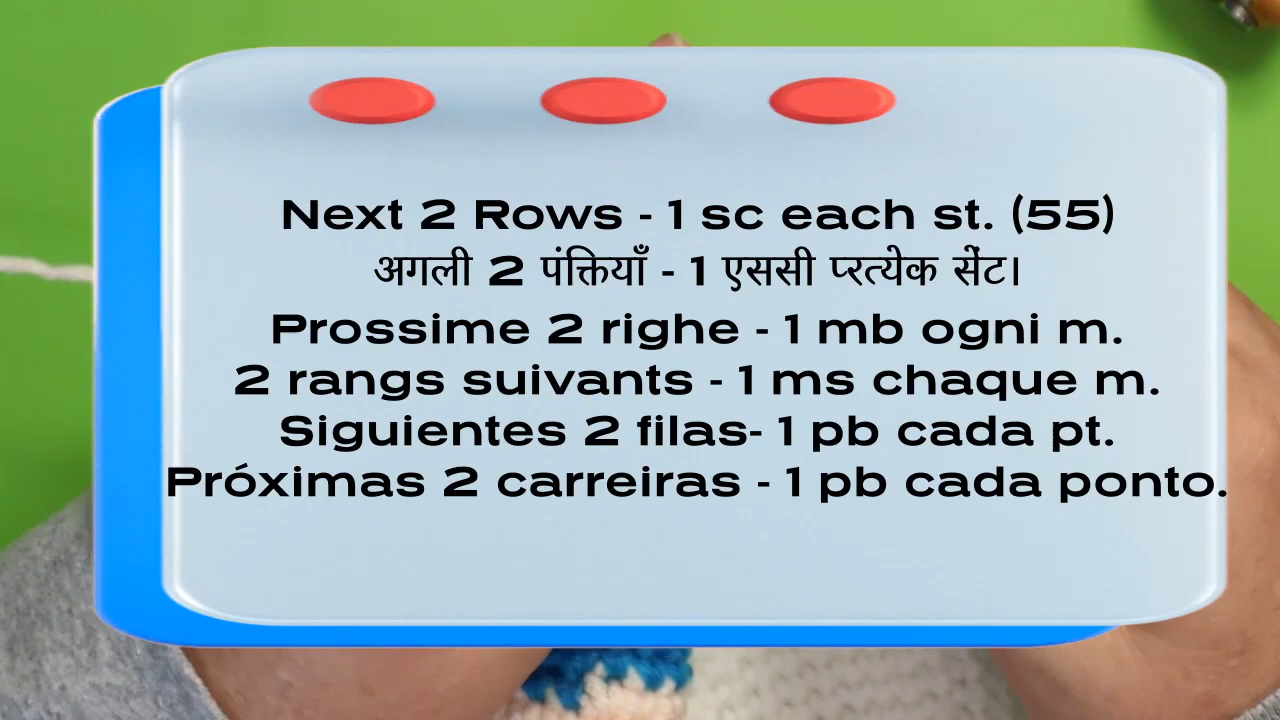 Next 2 Rows - 1 sc each st. (55)
अगली 2 पंक्तियाँ - 1 एससी प्रत्येक सेंट।
Prossime 2 righe - 1 mb ogni m.
2 rangs suivants - 1 ms chaque m.
Siguientes 2 filas- 1 pb cada pt.
Próximas 2 carreiras - 1 pb cada ponto.